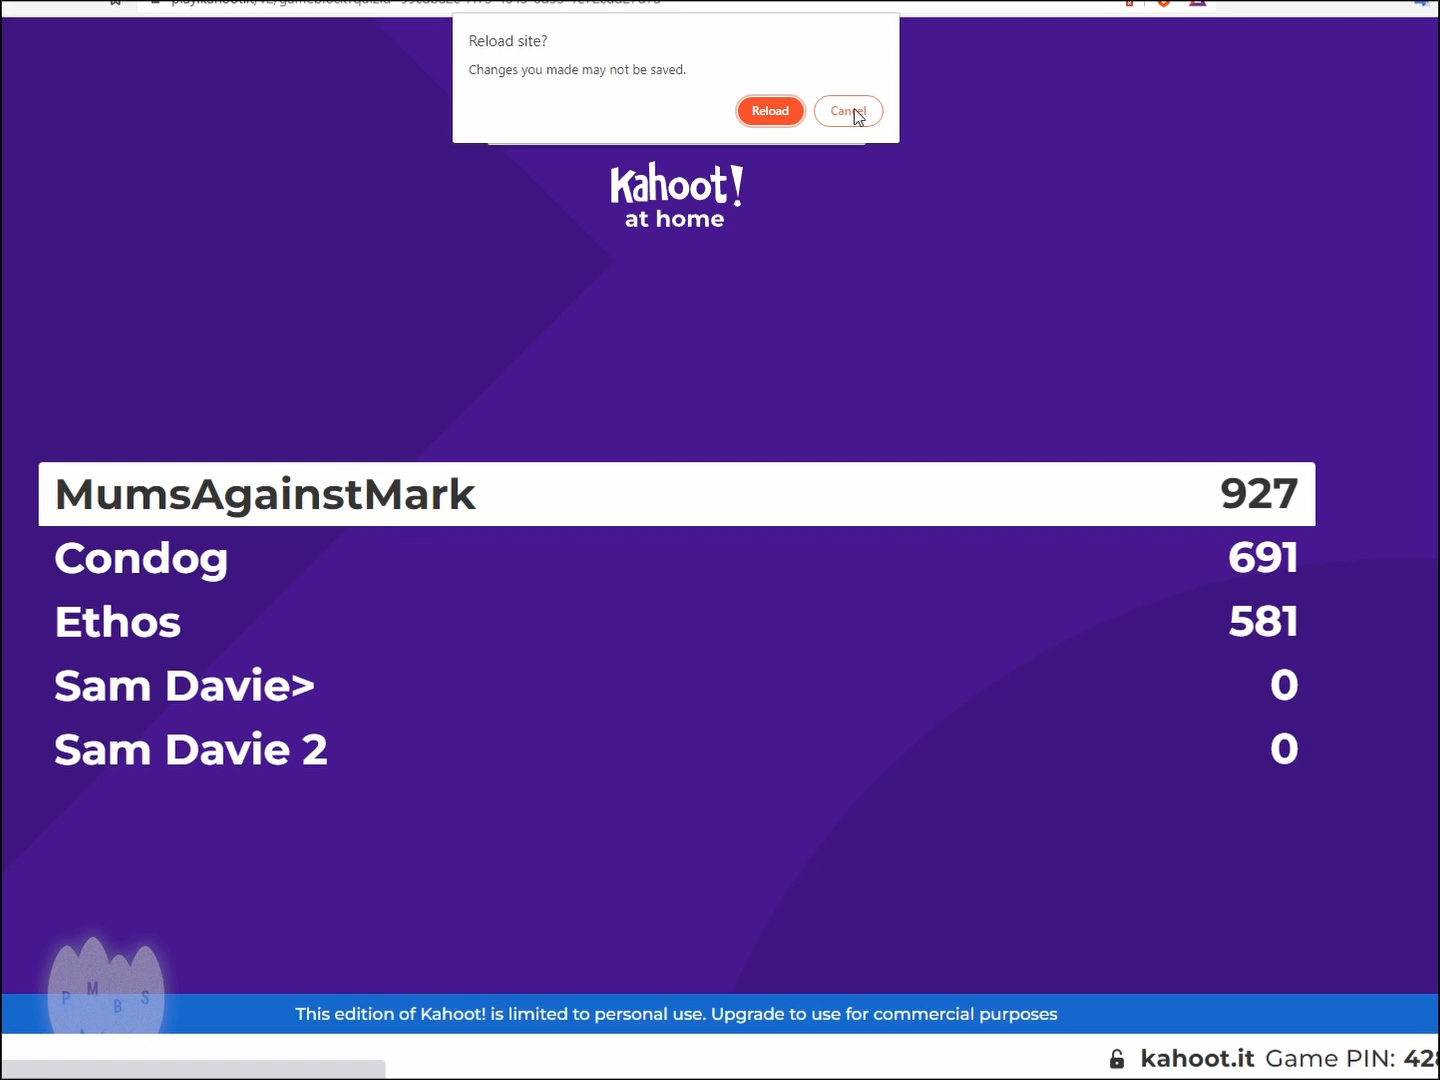 Reload site?
Changes you made may not be saved.
Reload
Cancel
Kahoot!
at home
MumsAgainstMark 927
Condog 691
Ethos 581
Sam Davie> 0
Sam Davie 2 0
P M B S
This edition of Kahoot! is limited to personal use. Upgrade to use for commercial purposes
kahoot.it Game PIN: 428